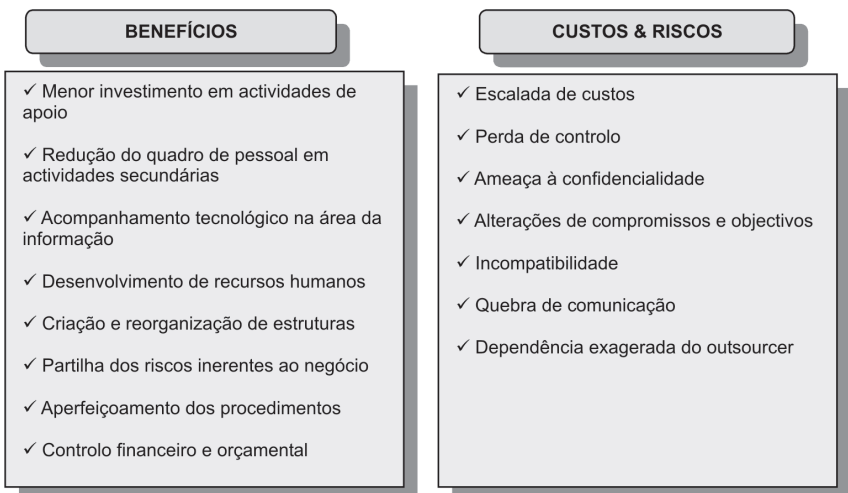 BENEFÍCIOS
✓ Menor investimento em actividades de
apoio
✓ Redução do quadro de pessoal em
actividades secundárias
✓ Acompanhamento tecnológico na área da
informação
✓ Desenvolvimento de recursos humanos
✓ Criação e reorganização de estruturas
✓ Partilha dos riscos inerentes ao negócio
✓ Aperfeiçoamento dos procedimentos
✓ Controlo financeiro e orçamental
CUSTOS & RISCOS
✓ Escalada de custos
✓ Perda de controlo
✓ Ameaça à confidencialidade
✓ Alterações de compromissos e objectivos
✓ Incompatibilidade
✓ Quebra de comunicação
✓ Dependência exagerada do outsourcer